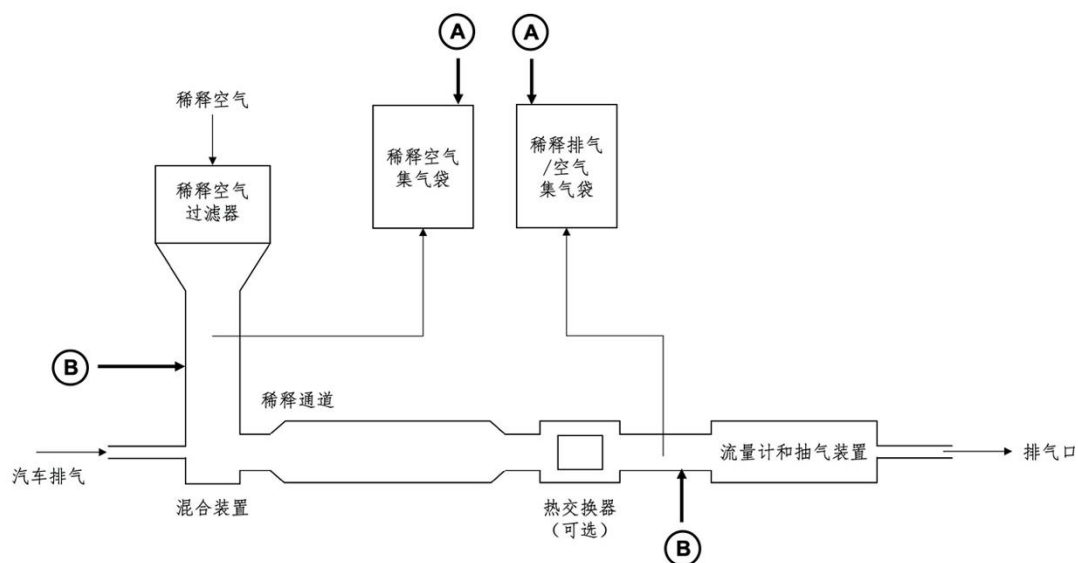 A
A
稀释空气
稀释空气
集气袋
稀释排气
/空气
集气袋
稀释空气
过滤器
B
稀释通道
汽车排气
混合装置
热交换器
(可选)
流量计和抽气装置
排气口
B